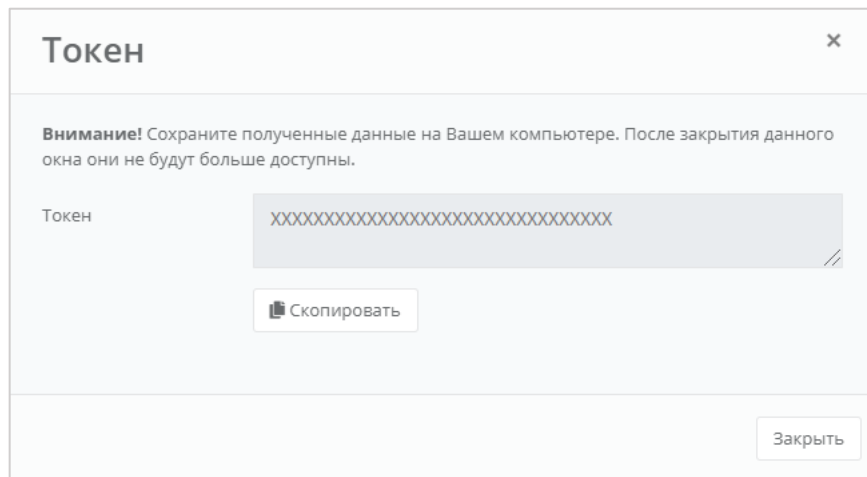 Токен
×
Внимание! Сохраните полученные данные на Вашем компьютере. После закрытия данного
окна они не будут больше доступны.
Токен
XXXXXXXXXXXXXXXXXXXXXXXXXXXXXXXX
Скопировать
Закрыть